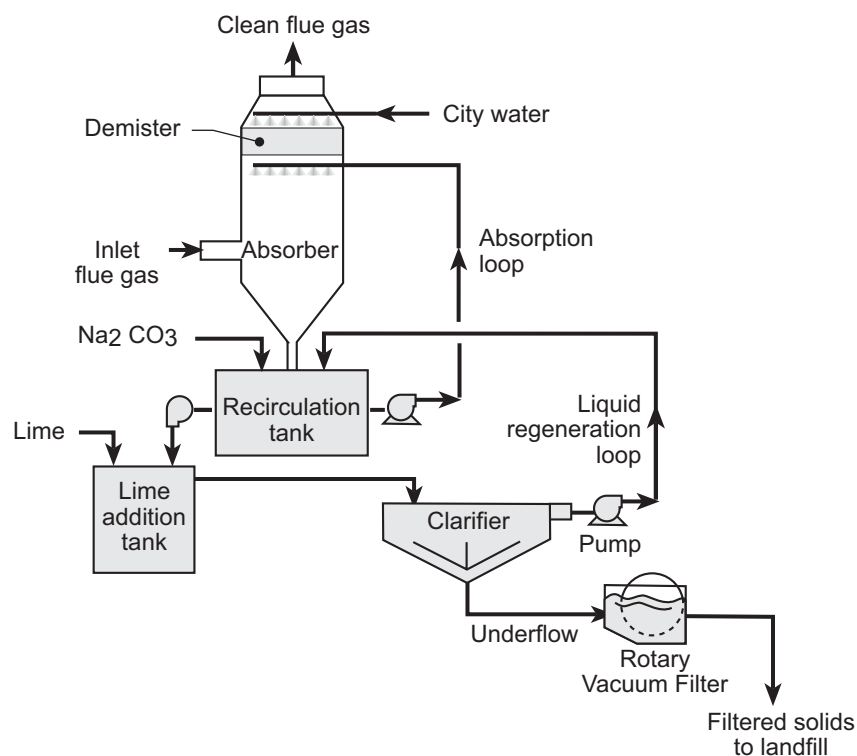 Clean flue gas
City water
Demister
Inlet
flue gas
Absorber
Absorption
loop
Na2 CO3
Recirculation
tank
Liquid
regeneration
loop
Lime
Lime
addition
tank
Clarifier
Pump
Underflow
Rotary
Vacuum Filter
Filtered solids
to landfill